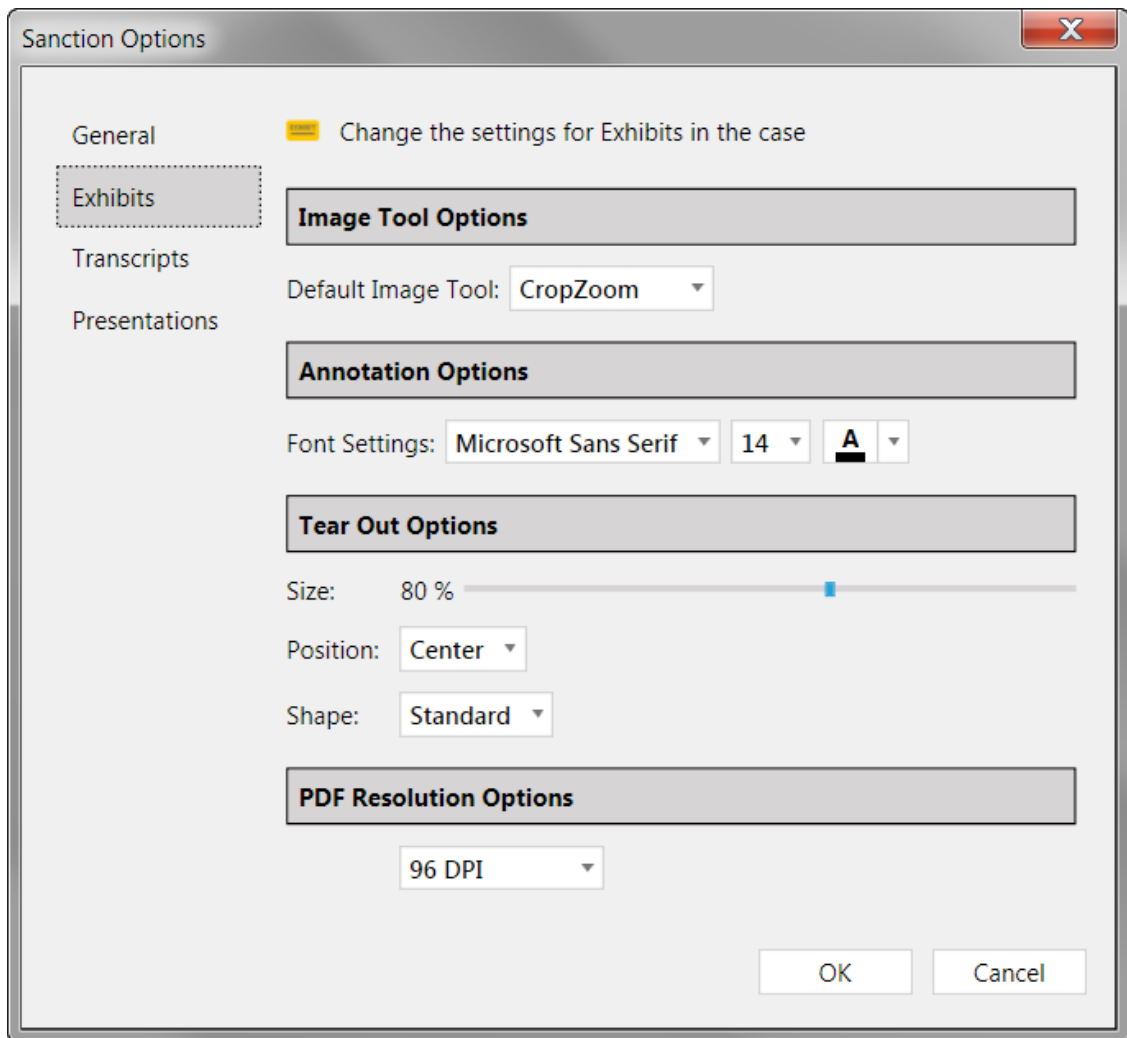 Sanction Options
General
Exhibits
Transcripts
Presentations
Change the settings for Exhibits in the case
Image Tool Options
Default Image Tool: CropZoom
Annotation Options
Font Settings: Microsoft Sans Serif 14 A
Tear Out Options
Size: 80 %
Position: Center
Shape: Standard
PDF Resolution Options
96 DPI
OK Cancel